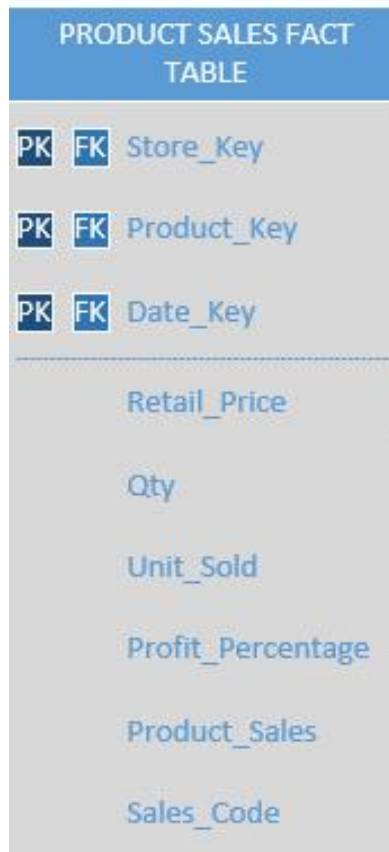 PRODUCT SALES FACT
TABLE
PK FK Store_Key
PK FK Product_Key
PK FK Date_Key
Retail_Price
Qty
Unit_Sold
Profit_Percentage
Product_Sales
Sales_Code